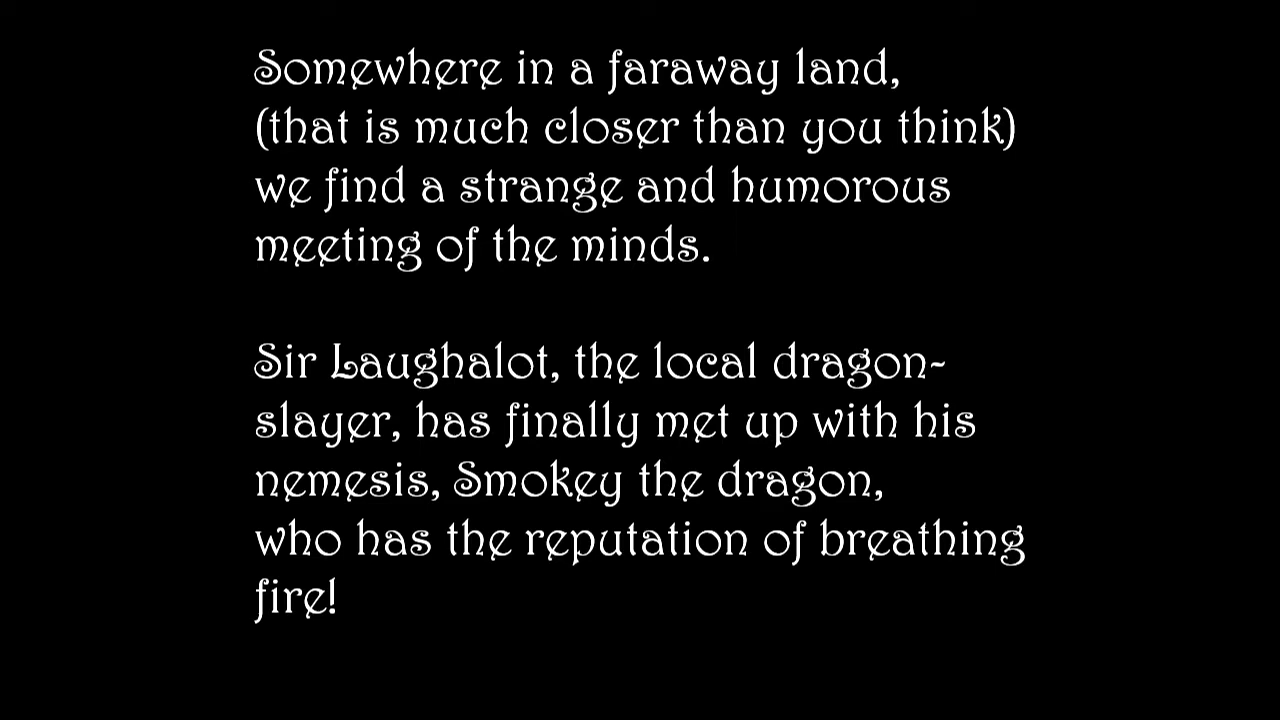 Somewhere in a faraway land,
(that is much closer than you think)
we find a strange and humorous
meeting of the minds.
Sir Laughalot, the local dragon-
slayer, has finally met up with his
nemesis, Smokey the dragon,
who has the reputation of breathing
fire!